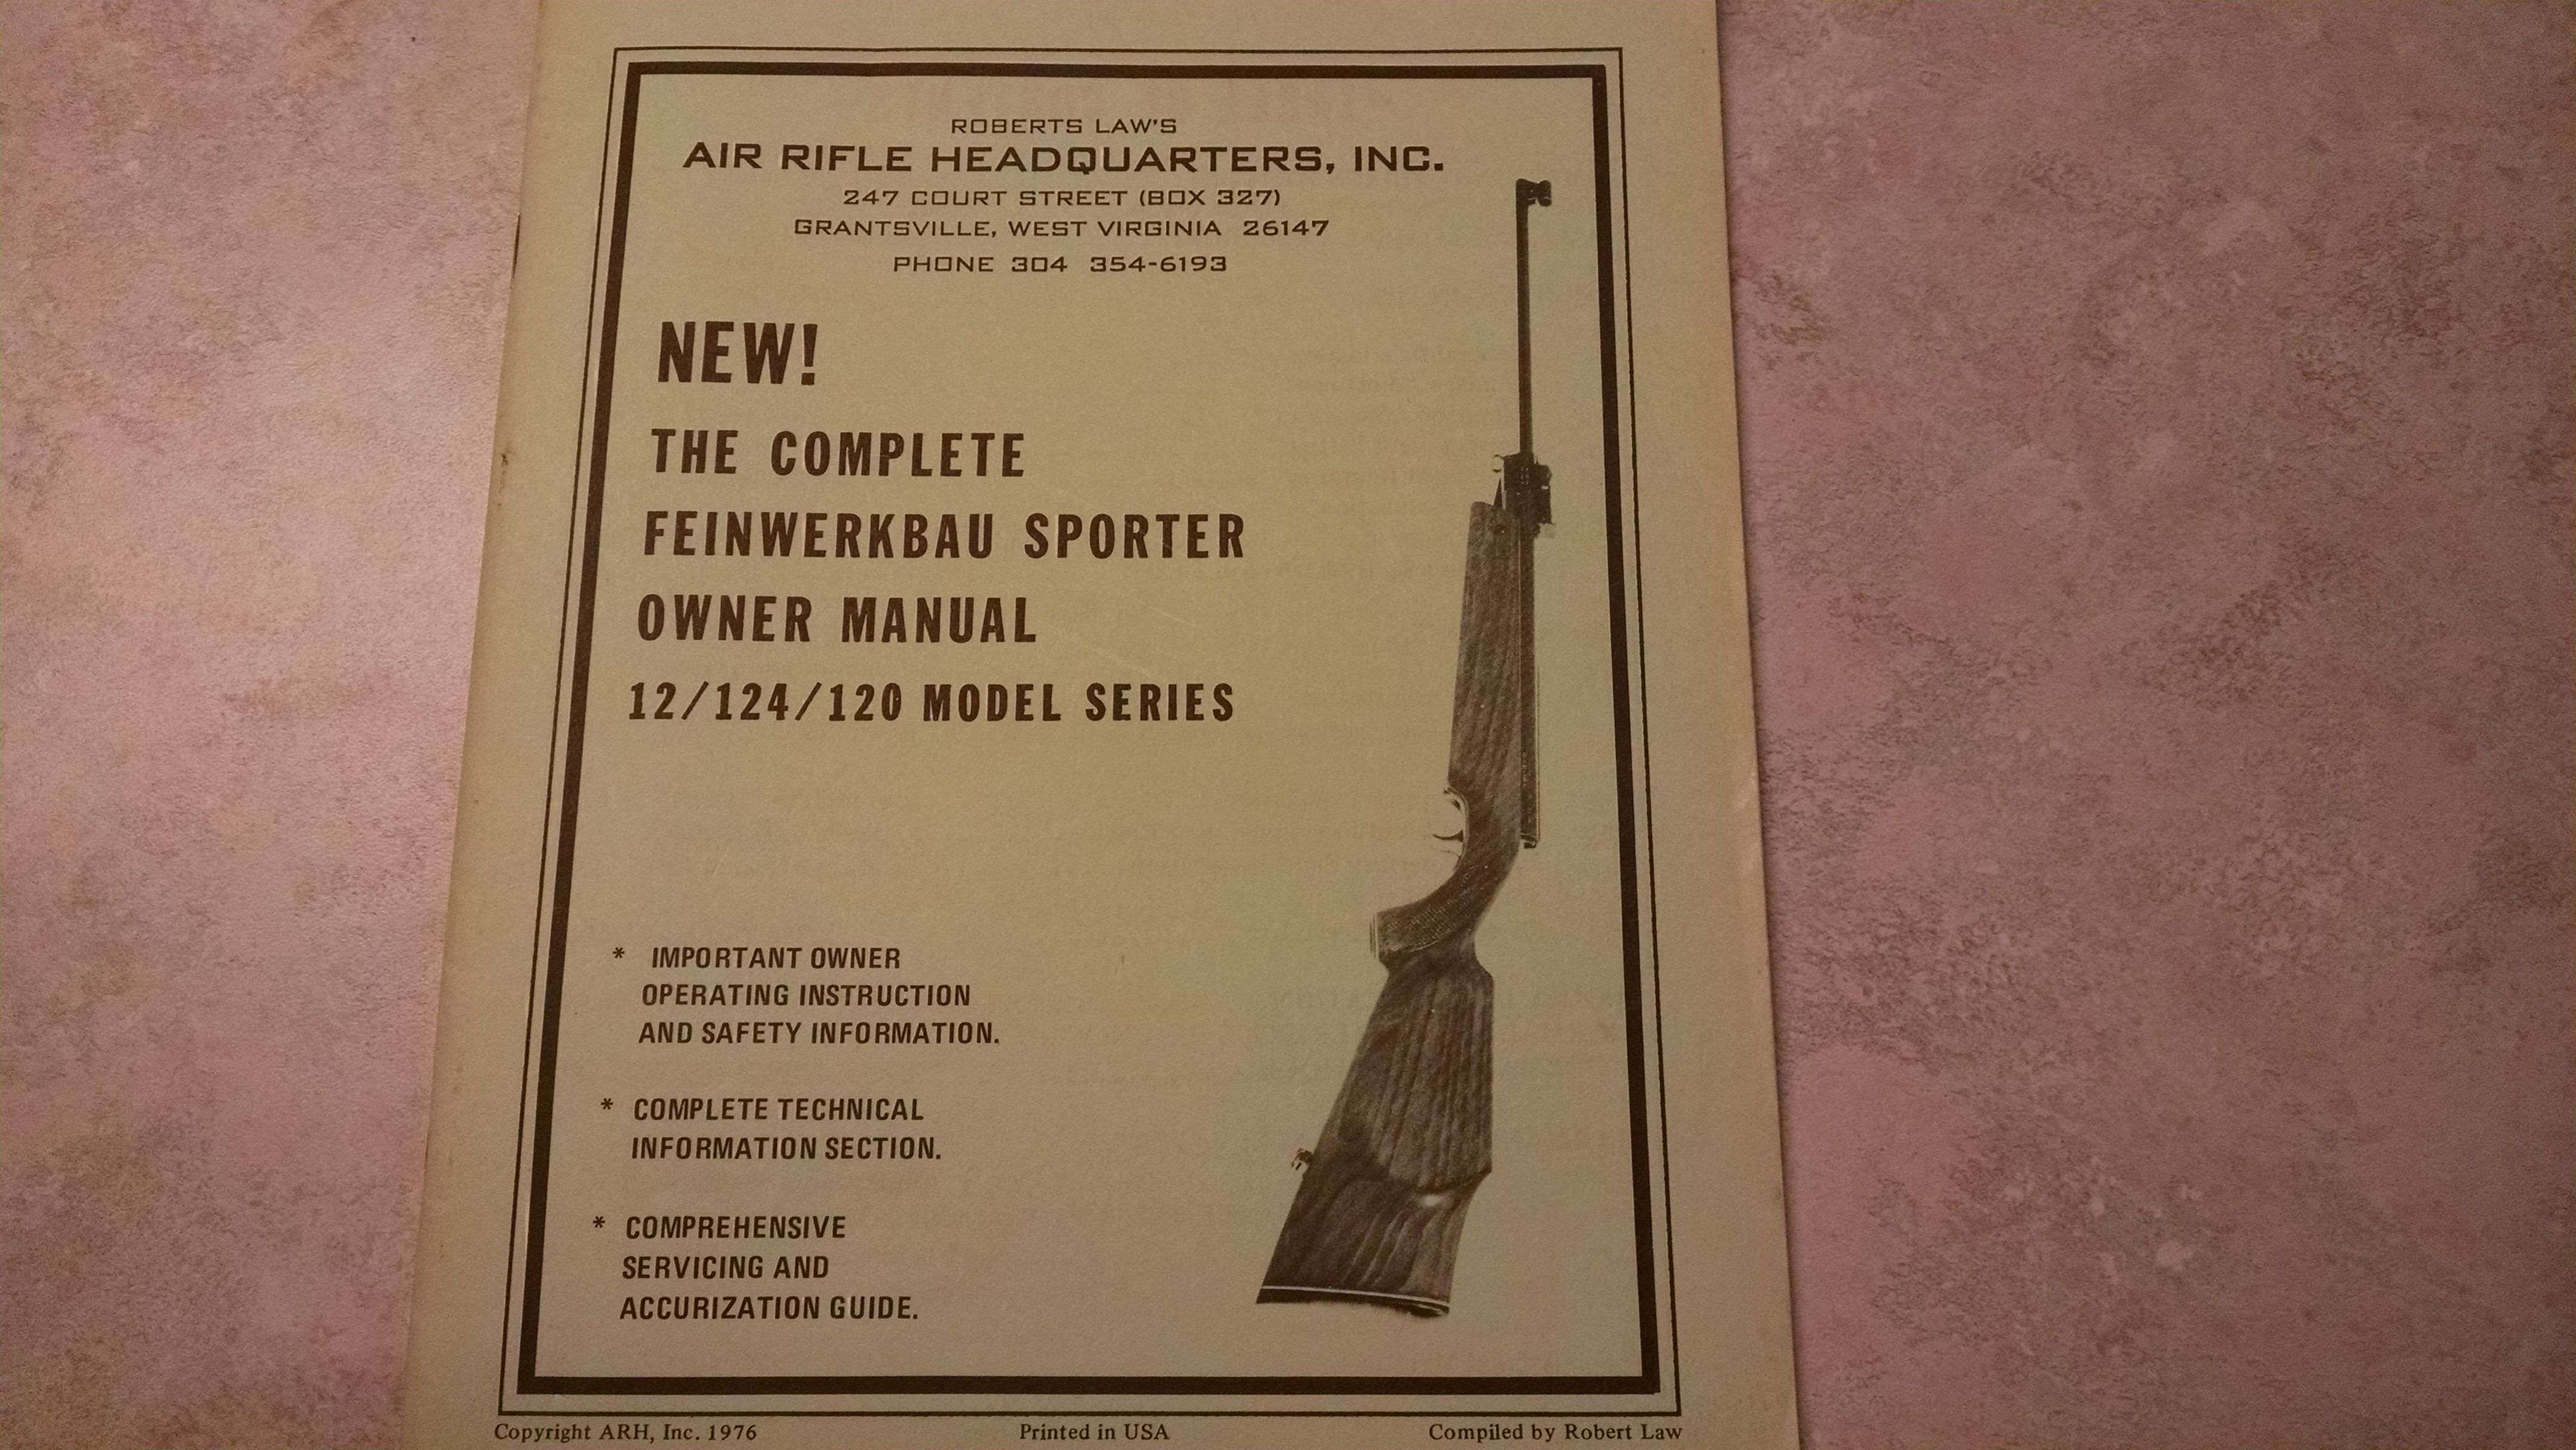 ROBERTS LAW'S
AIR RIFLE HEADQUARTERS, INC.
247 COURT STREET (BOX 327)
GRANTSVILLE, WEST VIRGINIA 26147
PHONE 304 354-6193
NEW!
THE COMPLETE
FEINWERKBAU SPORTER
OWNER MANUAL
12/124/120 MODEL SERIES
* IMPORTANT OWNER
OPERATING INSTRUCTION
AND SAFETY INFORMATION.
* COMPLETE TECHNICAL
INFORMATION SECTION.
* COMPREHENSIVE
SERVICING AND
ACCURIZATION GUIDE.
Copyright ARH, Inc. 1976 Printed in USA Compiled by Robert Law